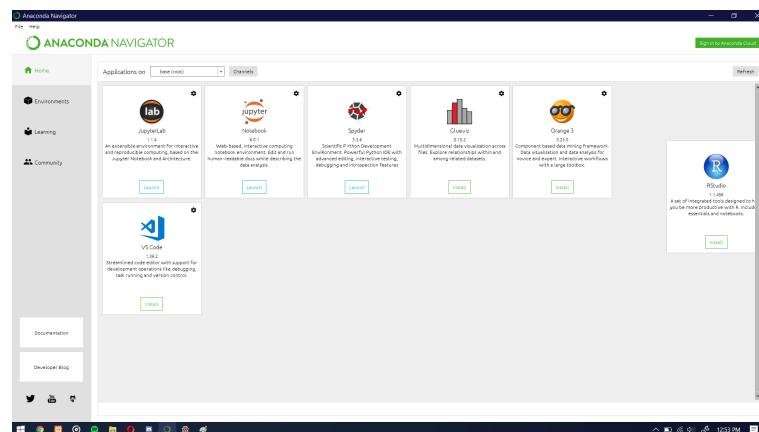 Anaconda Navigator
File Help
ANACONDA NAVIGATOR
Sign in to Anaconda Cloud
Home
Applications on base (root) Channels
Refresh
Environments
Learning
Community
lab
JupyterLab
1.1.4
An extensible environment for interactive
and reproducible computing, based on the
Jupyter Notebook and Architecture.
Launch
jupyter
Notebook
6.0.1
Web-based, interactive computing
notebook environment. Edit and run
human-readable docs while describing the
data analysis.
Launch
Spyder
3.3.6
Scientific PYthon Development
EnviRonment. Powerful Python IDE with
advanced editing, interactive testing,
debugging and introspection features
Launch
Glueviz
0.15.2
Multidimensional data visualization across
files. Explore relationships within and
among related datasets.
Install
Orange 3
3.23.0
Component based data mining framework.
Data visualization and data analysis for
novice and expert. Interactive workflows
with a large toolbox.
Install
R
RStudio
1.1.456
A set of integrated tools designed to h
you be more productive with R. Include
essentials and notebooks.
Install
VS Code
1.39.2
Streamlined code editor with support for
development operations like debugging,
task running and version control.
Install
Documentation
Developer Blog
12:53 PM